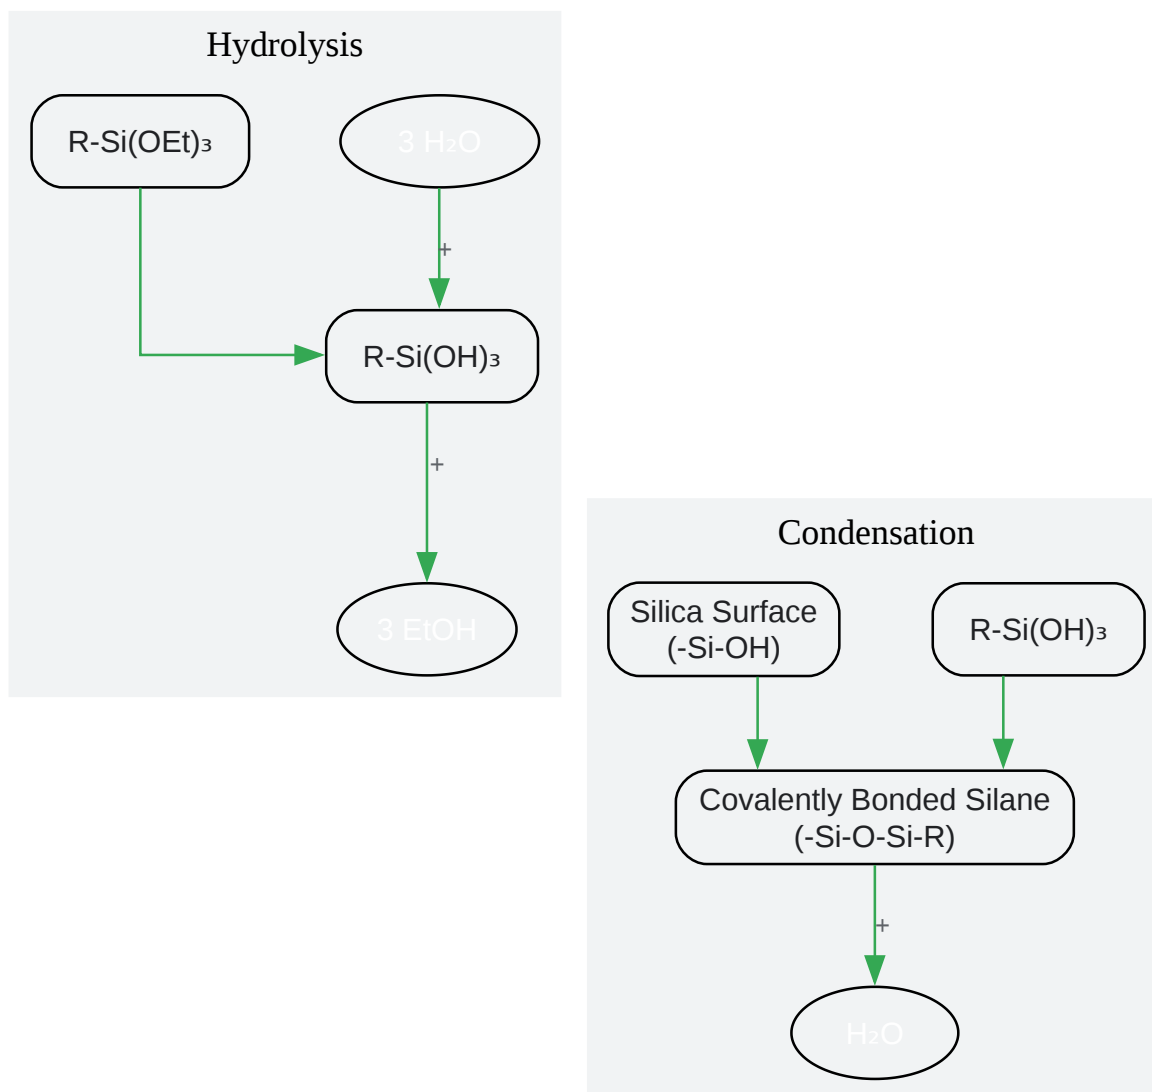 Hydrolysis
R-Si(OEt)₃
3 H₂O
+
R-Si(OH)₃
+
3 EtOH
Condensation
Silica Surface
(-Si-OH)
R-Si(OH)₃
Covalently Bonded Silane
(-Si-O-Si-R)
+
H₂O